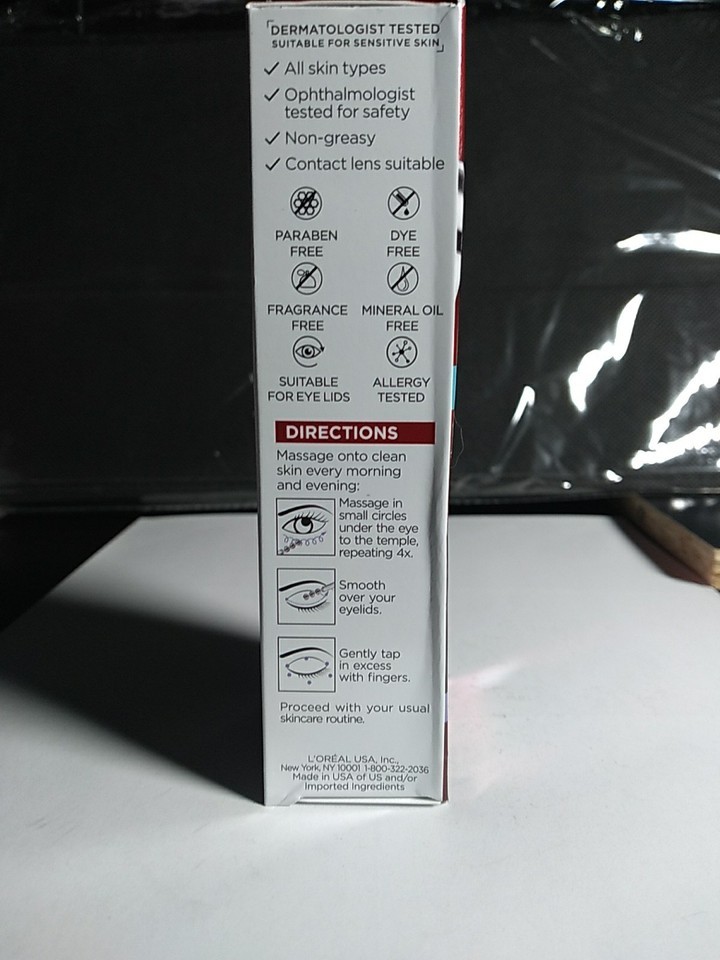 DERMATOLOGIST TESTED
SUITABLE FOR SENSITIVE SKIN
All skin types
Ophthalmologist
tested for safety
Non-greasy
Contact lens suitable
PARABEN FREE
DYE FREE
FRAGRANCE FREE
MINERAL OIL FREE
SUITABLE FOR EYE LIDS
ALLERGY TESTED
DIRECTIONS
Massage onto clean
skin every morning
and evening:
Massage in
small circles
under the eye
to the temple,
repeating 4x.
Smooth
over your
eyelids.
Gently tap
in excess
with fingers.
Proceed with your usual
skincare routine.
L'ORÉAL USA, Inc.,
New York, NY 10001 1-800-322-2036
Made in USA of US and/or
Imported Ingredients